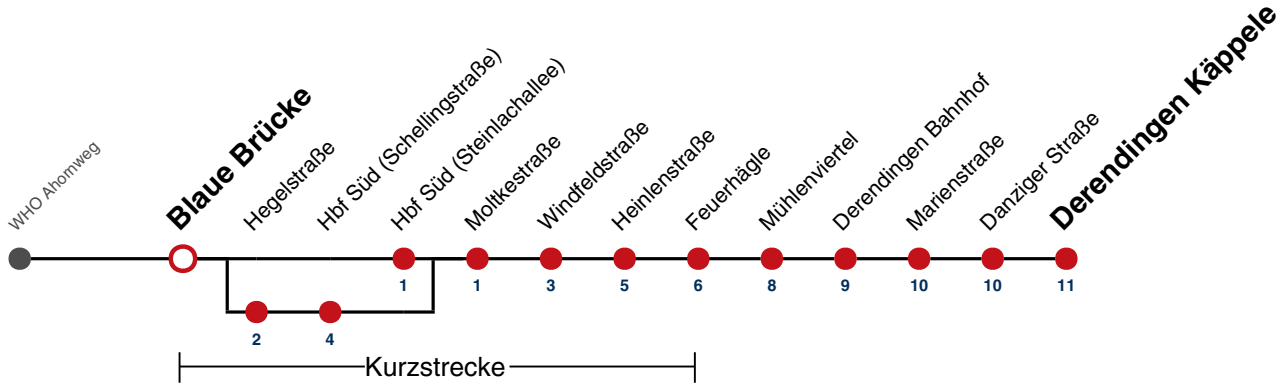 WHO Ahornweg
Blaue Brücke
Hegelstraße
Hbf Süd (Schellingstraße)
Hbf Süd (Steinlachallee)
Moltkestraße
Windfeldstraße
Heinlenstraße
Feuerhägle
Mühlenviertel
Derendingen Bahnhof
Marienstraße
Danziger Straße
Derendingen Käppele
1 1 3 5 6 8 9 10 10 11
2 4
Kurzstrecke